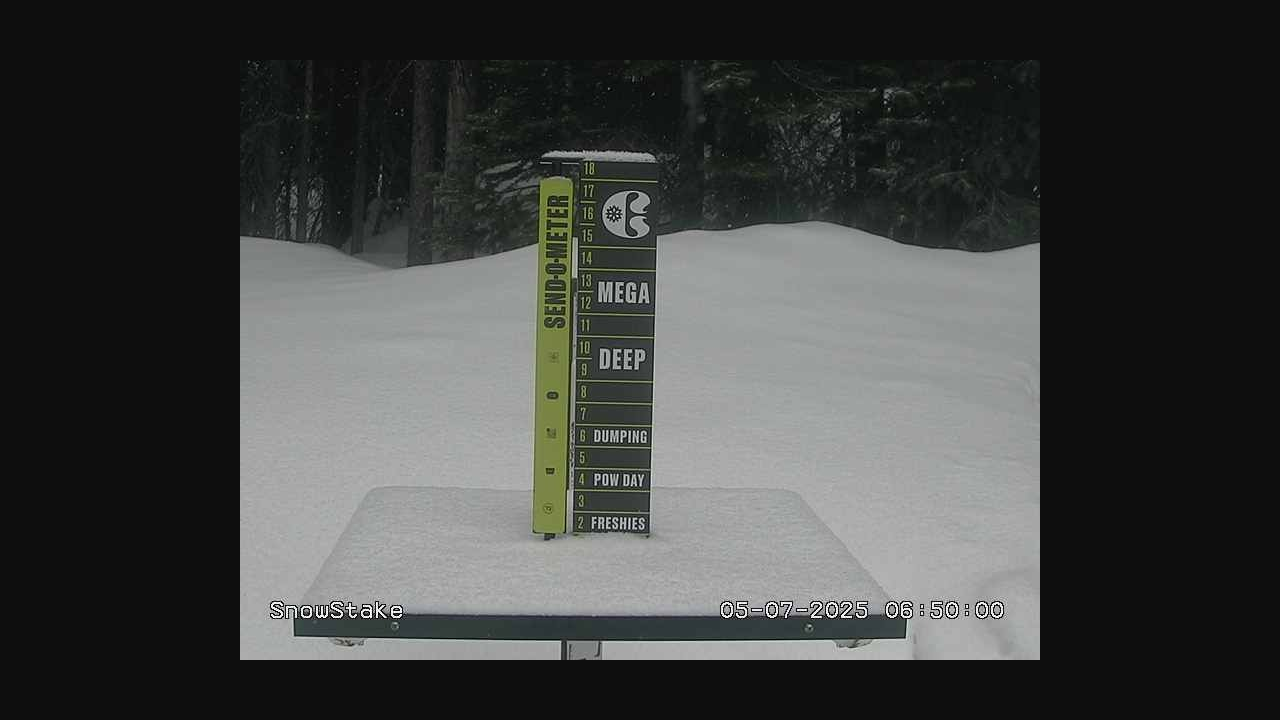 18
17
16
15
14
13
MEGA
12
11
10
DEEP
9
8
7
6 DUMPING
5
4 POW DAY
3
2 FRESHIES
SEND-O-METER
SnowStake
05-07-2025 06:50:00